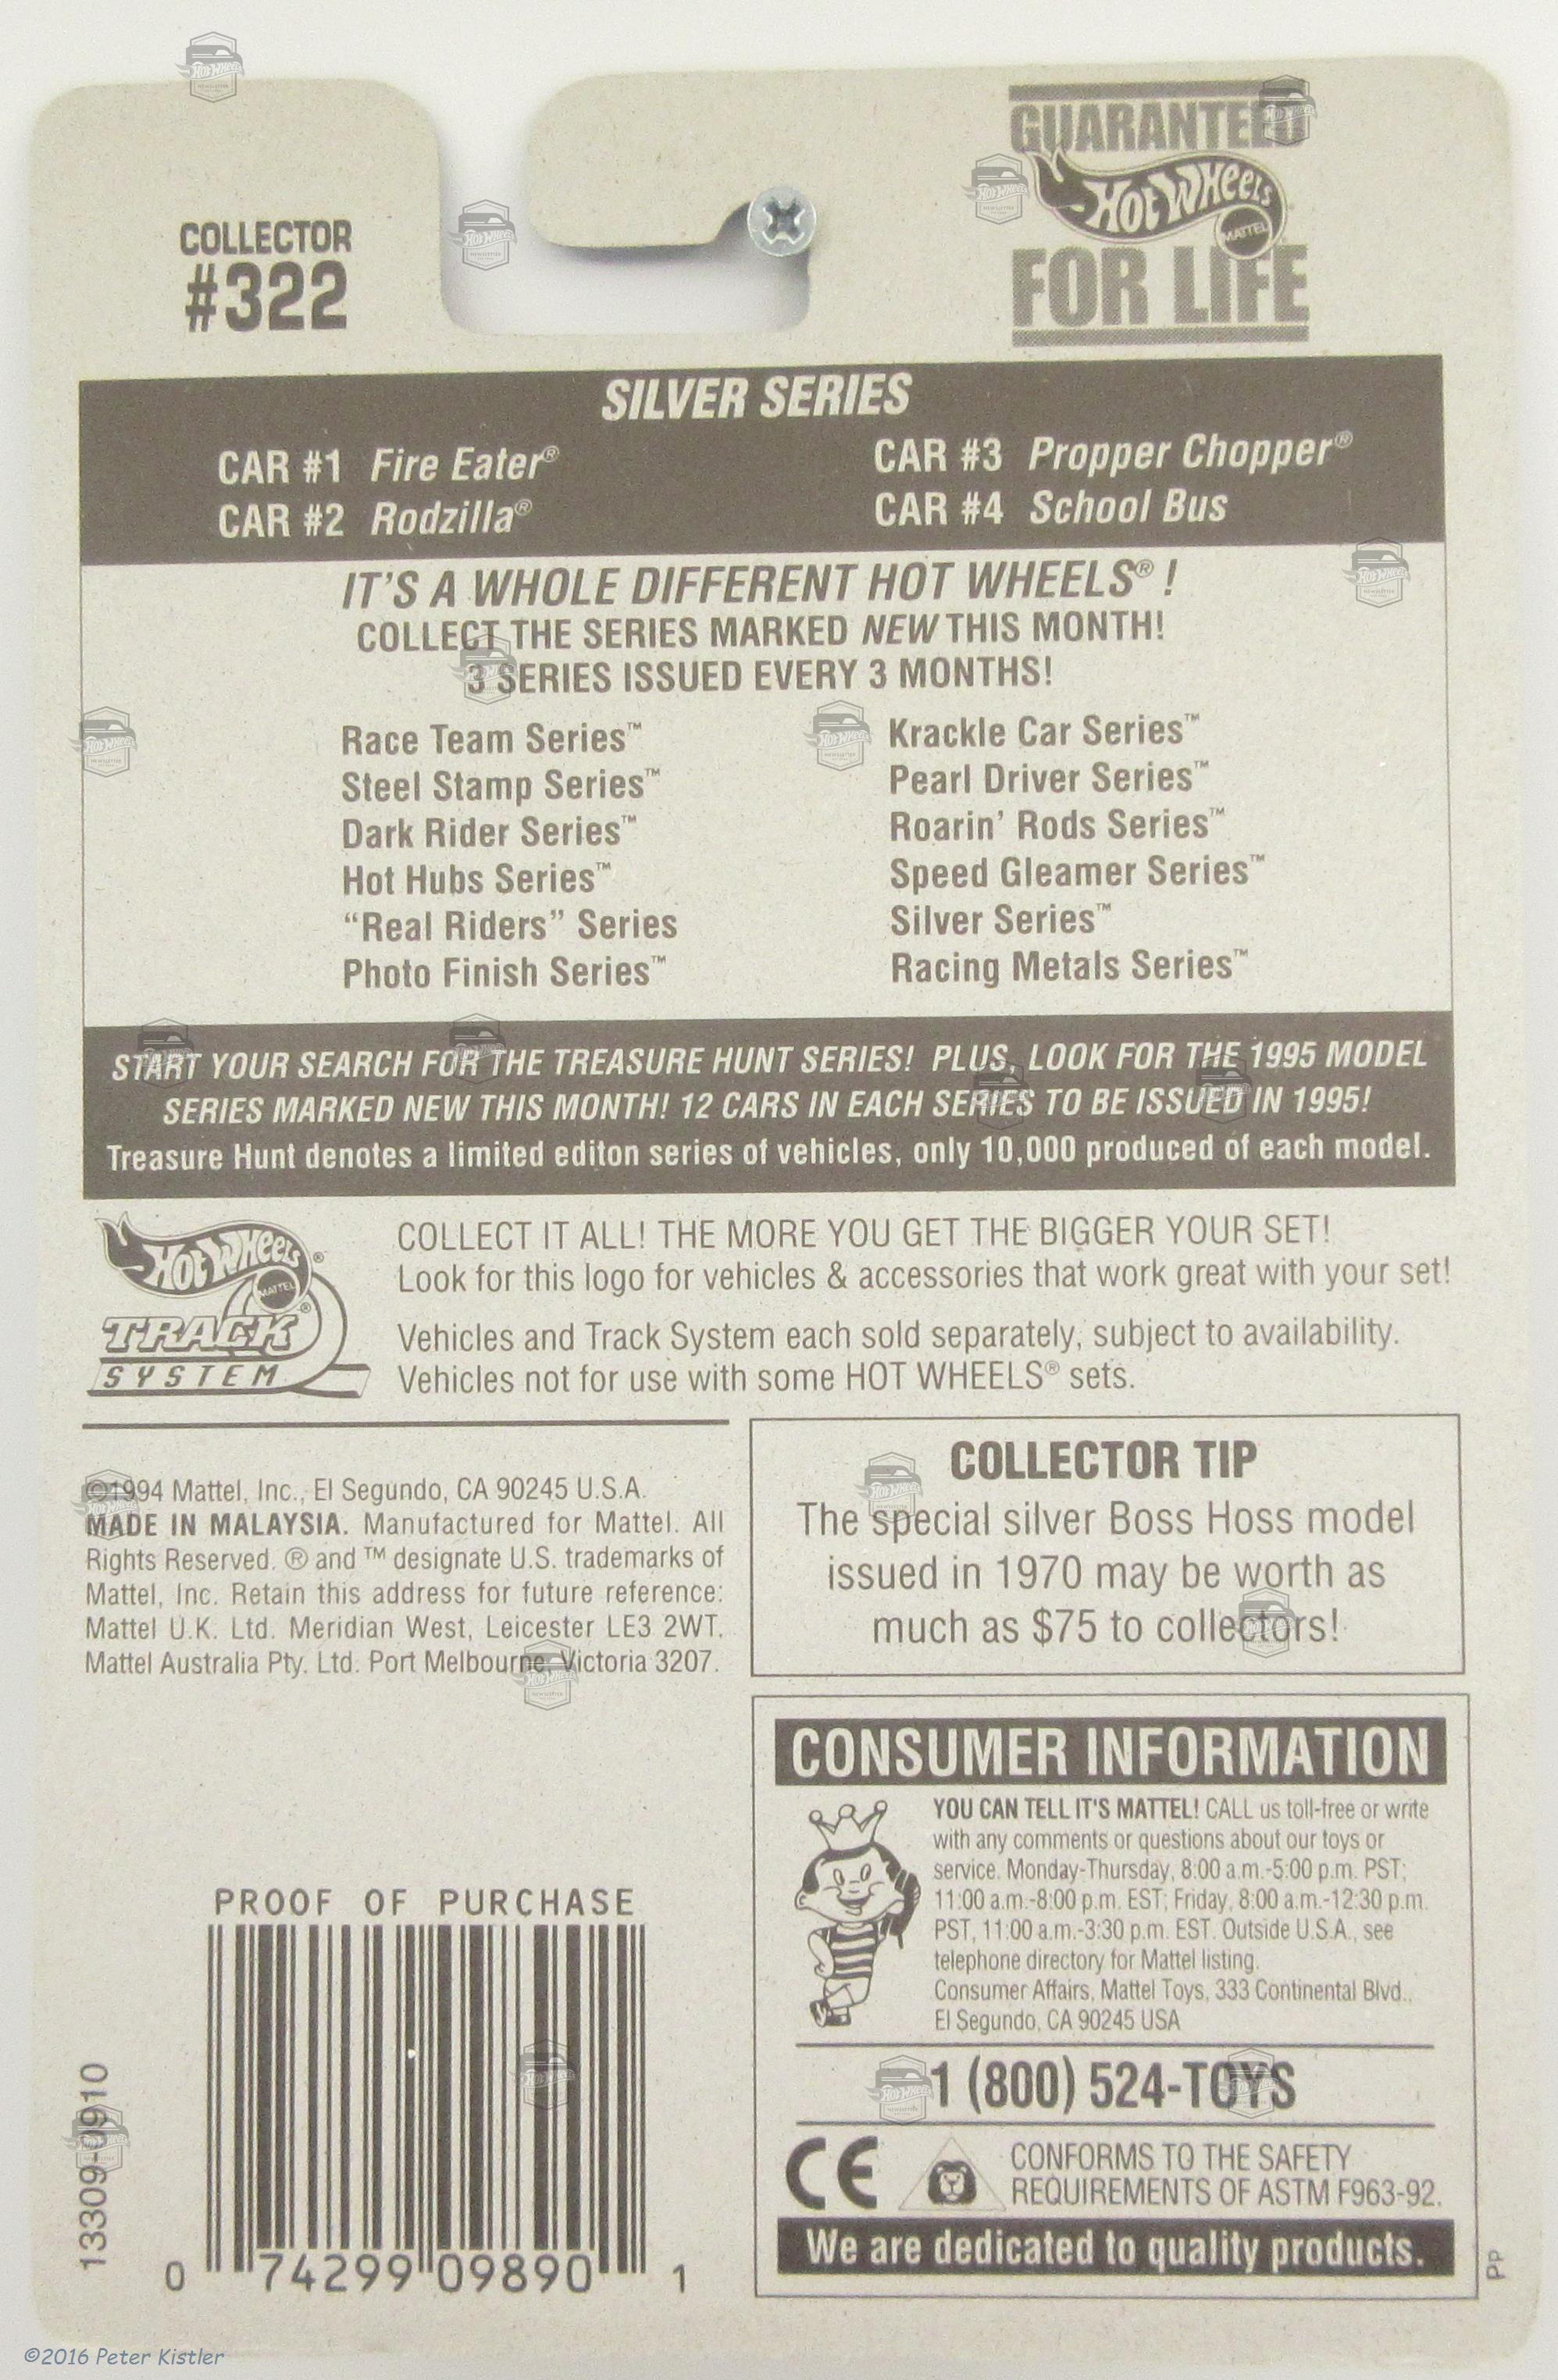 COLLECTOR
#322
GUARANTEED
HOT WHEELS
MATTEL
FOR LIFE
SILVER SERIES
CAR #1 Fire Eater®
CAR #2 Rodzilla®
CAR #3 Propper Chopper®
CAR #4 School Bus
IT'S A WHOLE DIFFERENT HOT WHEELS® !
COLLECT THE SERIES MARKED NEW THIS MONTH!
3 SERIES ISSUED EVERY 3 MONTHS!
Race Team Series™
Steel Stamp Series™
Dark Rider Series™
Hot Hubs Series™
“Real Riders” Series
Photo Finish Series™
Krackle Car Series™
Pearl Driver Series™
Roarin’ Rods Series™
Speed Gleamer Series™
Silver Series™
Racing Metals Series™
START YOUR SEARCH FOR THE TREASURE HUNT SERIES! PLUS, LOOK FOR THE 1995 MODEL
SERIES MARKED NEW THIS MONTH! 12 CARS IN EACH SERIES TO BE ISSUED IN 1995!
Treasure Hunt denotes a limited editon series of vehicles, only 10,000 produced of each model.
HOT WHEELS®
MATTEL
TRACK®
SYSTEM
COLLECT IT ALL! THE MORE YOU GET THE BIGGER YOUR SET!
Look for this logo for vehicles & accessories that work great with your set!
Vehicles and Track System each sold separately, subject to availability.
Vehicles not for use with some HOT WHEELS® sets.
©1994 Mattel, Inc., El Segundo, CA 90245 U.S.A.
MADE IN MALAYSIA. Manufactured for Mattel. All
Rights Reserved. ® and ™ designate U.S. trademarks of
Mattel, Inc. Retain this address for future reference:
Mattel U.K. Ltd. Meridian West, Leicester LE3 2WT.
Mattel Australia Pty. Ltd. Port Melbourne, Victoria 3207.
COLLECTOR TIP
The special silver Boss Hoss model
issued in 1970 may be worth as
much as $75 to collectors!
CONSUMER INFORMATION
YOU CAN TELL IT'S MATTEL! CALL us toll-free or write
with any comments or questions about our toys or
service. Monday-Thursday, 8:00 a.m.-5:00 p.m. PST;
11:00 a.m.-8:00 p.m. EST; Friday, 8:00 a.m.-12:30 p.m.
PST, 11:00 a.m.-3:30 p.m. EST. Outside U.S.A., see
telephone directory for Mattel listing.
Consumer Affairs, Mattel Toys, 333 Continental Blvd.,
El Segundo, CA 90245 USA
1 (800) 524-TOYS
CE
CONFORMS TO THE SAFETY
REQUIREMENTS OF ASTM F963-92.
We are dedicated to quality products.
PP
PROOF OF PURCHASE
0 74299 09890 1
13309-0910
©2016 Peter Kistler